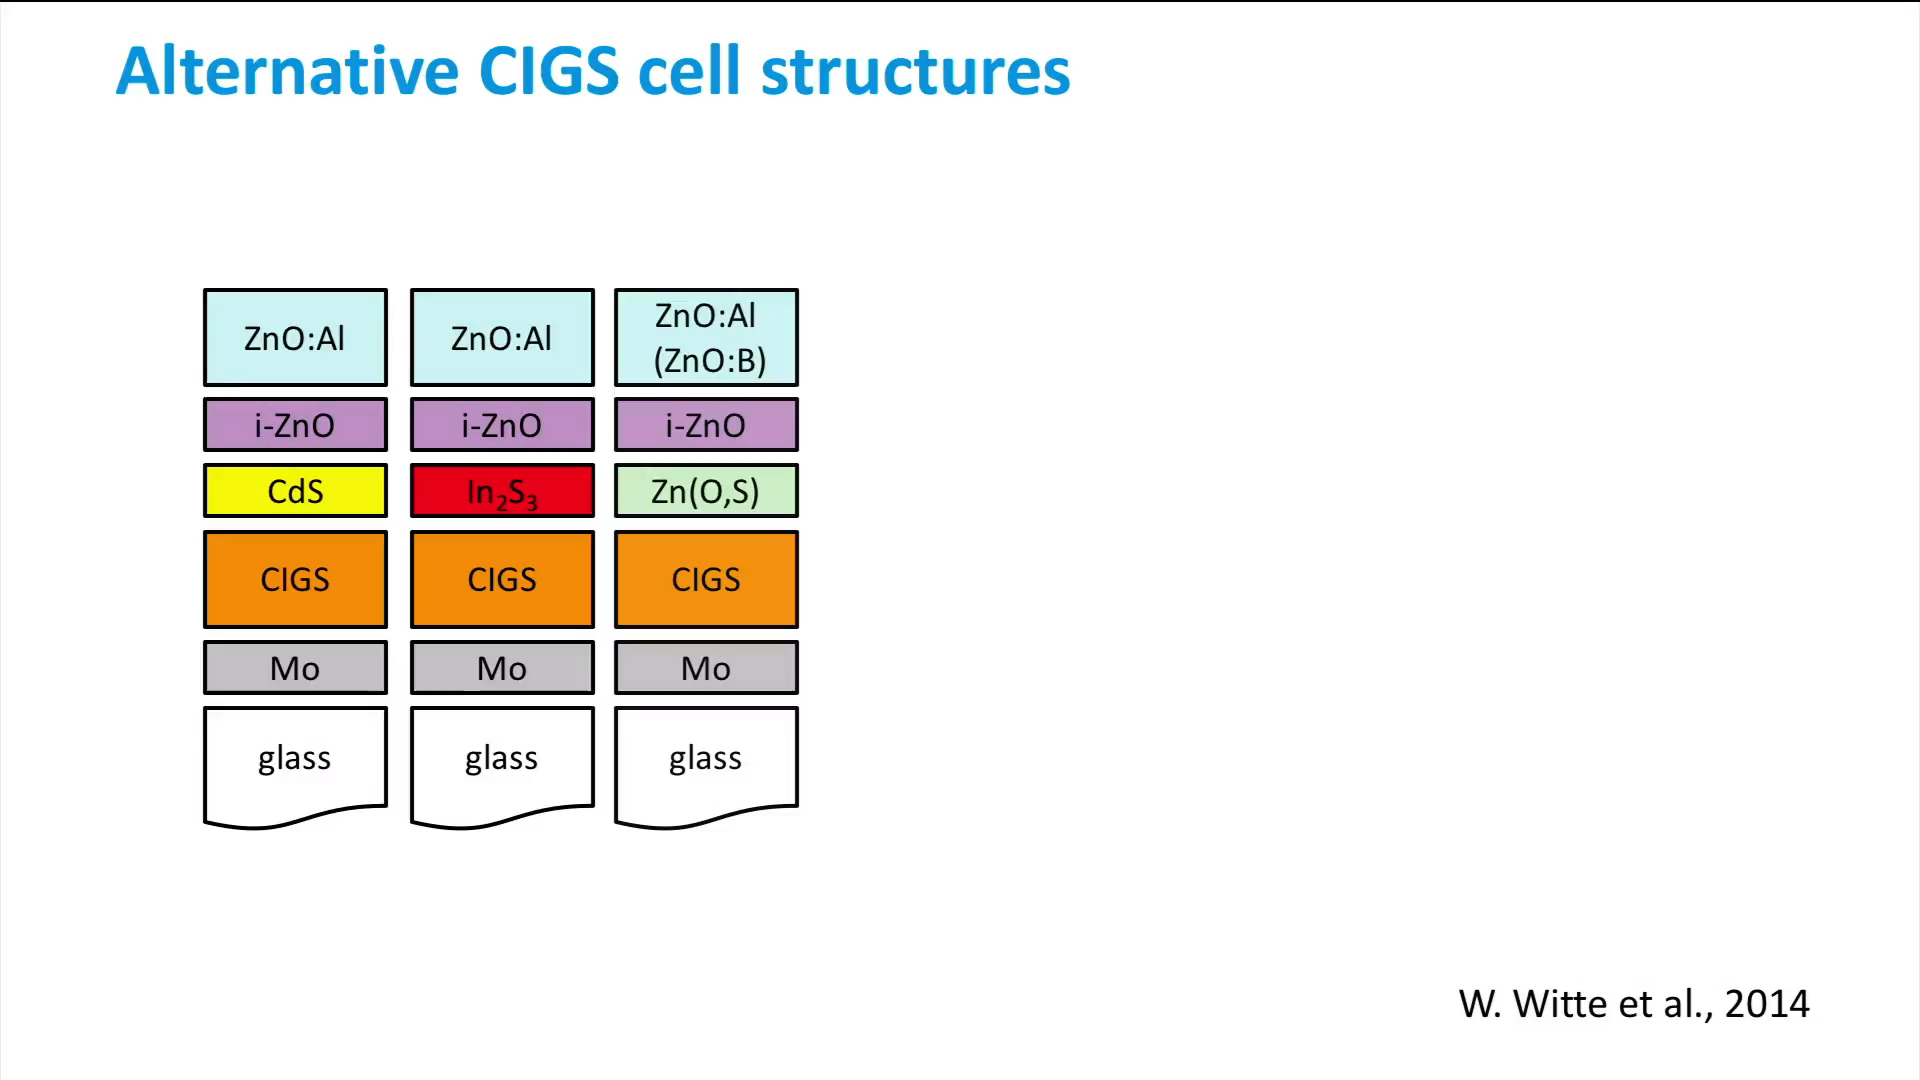 Alternative CIGS cell structures
ZnO:Al
i-ZnO
CdS
CIGS
Mo
glass
ZnO:Al
i-ZnO
In₂S₃
CIGS
Mo
glass
ZnO:Al
(ZnO:B)
i-ZnO
Zn(O,S)
CIGS
Mo
glass
W. Witte et al., 2014